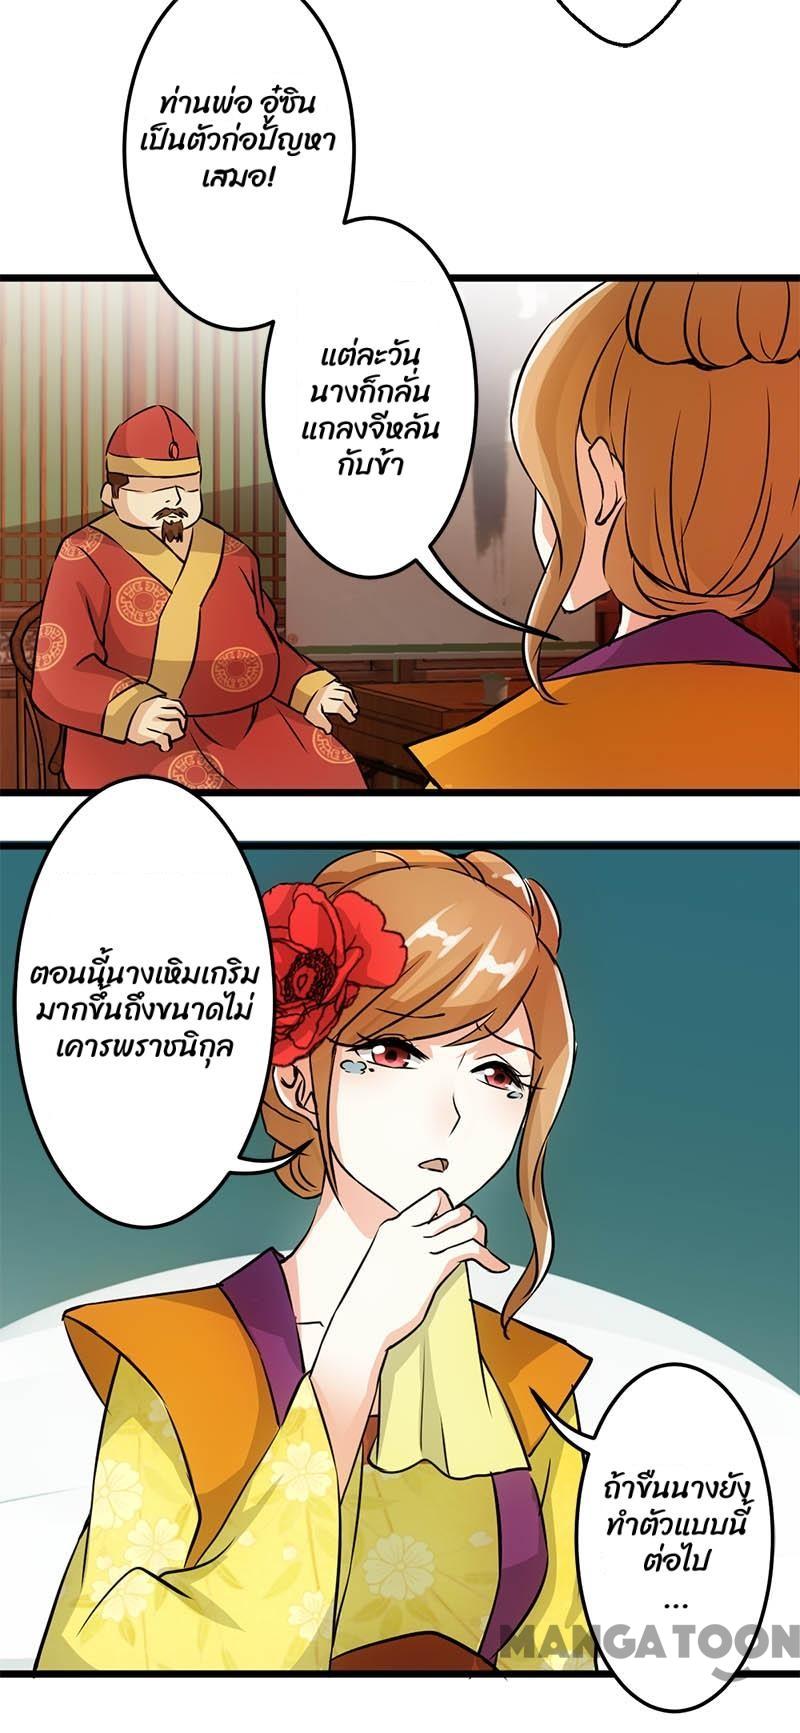 ท่านพ่อ อู๋ซิน
เป็นตัวก่อปัญหา
เสมอ!
แต่ละวัน
นางก็กลั่น
แกลงจีหลัน
กับข้า
ตอนนี้นางเหิมเกริม
มากขึ้นถึงขนาดไม่
เคารพราชนิกุล
ถ้าขืนนางยัง
ทำตัวแบบนี้
ต่อไป
...
MANGATOON